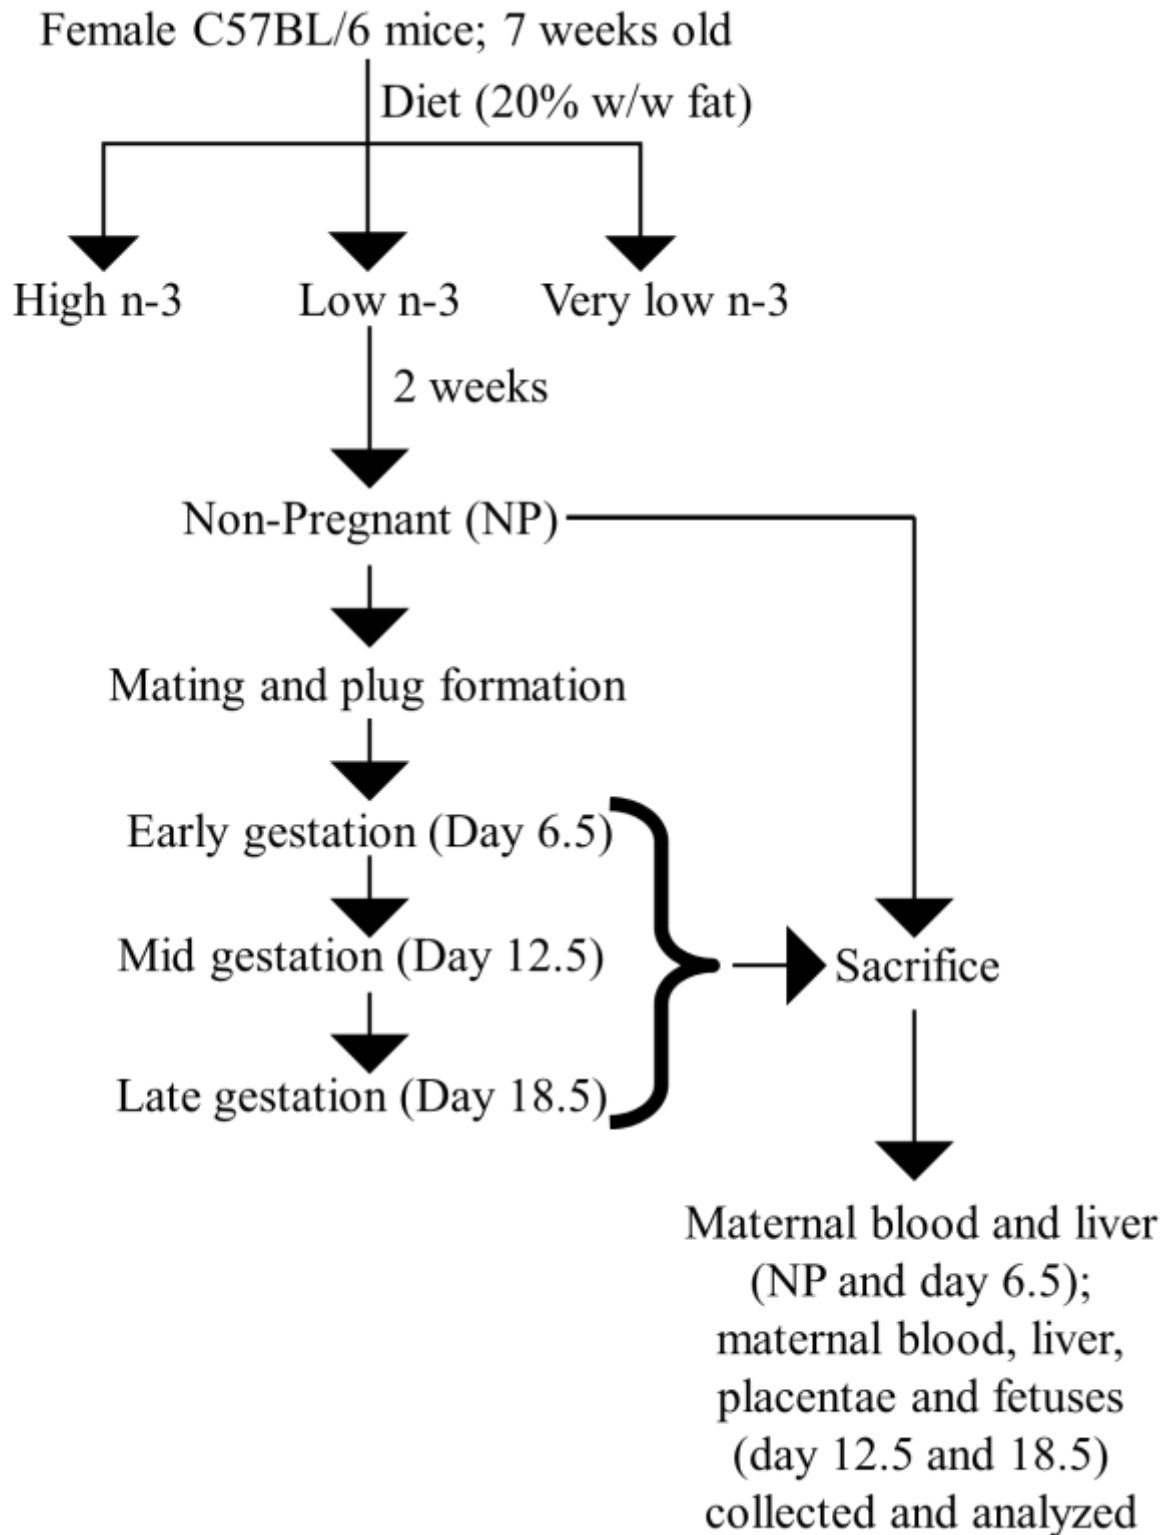 Female C57BL/6 mice; 7 weeks old
Diet (20% w/w fat)
High n-3
Low n-3
Very low n-3
2 weeks
Non-Pregnant (NP)
Mating and plug formation
Early gestation (Day 6.5)
Mid gestation (Day 12.5)
Late gestation (Day 18.5)
Sacrifice
Maternal blood and liver
(NP and day 6.5);
maternal blood, liver,
placentae and fetuses
(day 12.5 and 18.5)
collected and analyzed